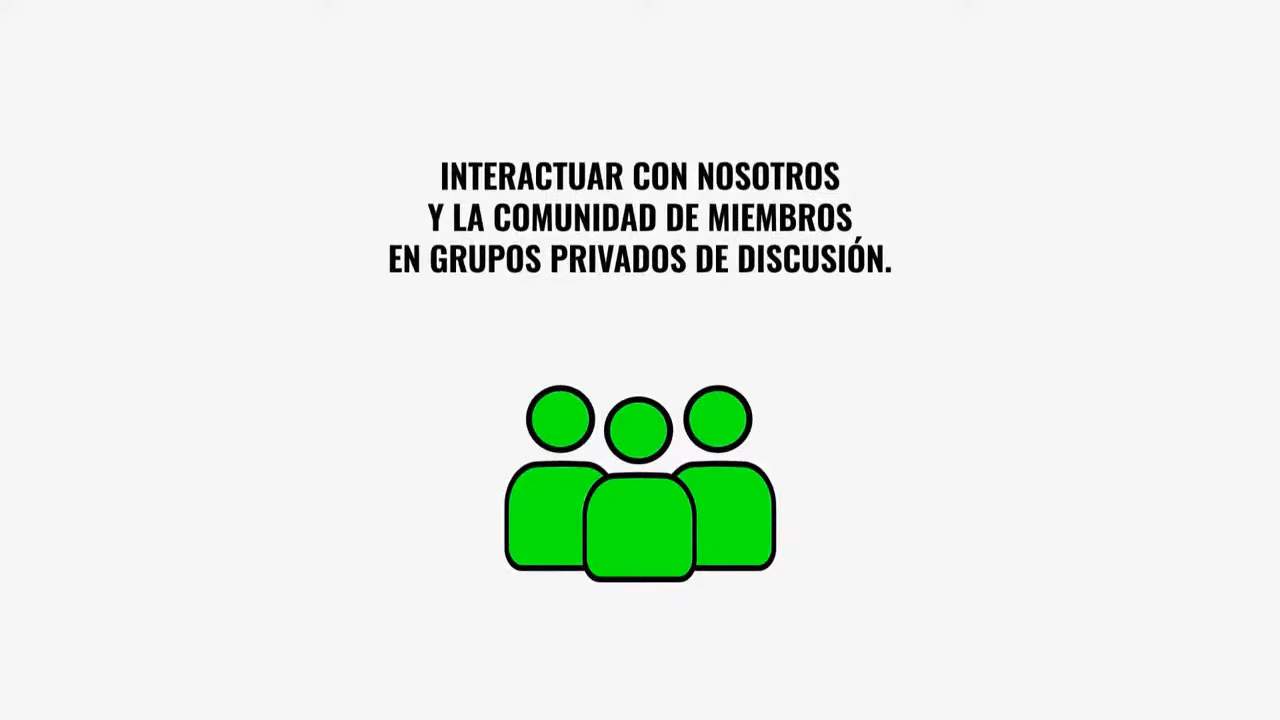 INTERACTUAR CON NOSOTROS
Y LA COMUNIDAD DE MIEMBROS
EN GRUPOS PRIVADOS DE DISCUSIÓN.